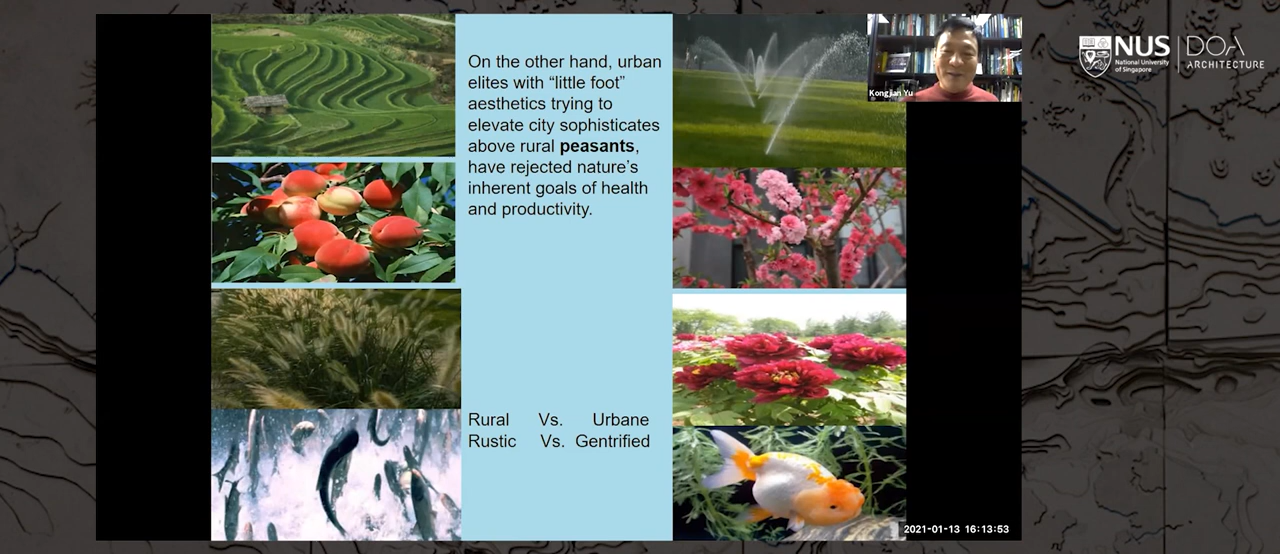 On the other hand, urban
elites with “little foot”
aesthetics trying to
elevate city sophisticates
above rural peasants,
have rejected nature’s
inherent goals of health
and productivity.
Rural Vs. Urbane
Rustic Vs. Gentrified
Kongjian Yu
NUS
National University
of Singapore
DOA
ARCHITECTURE
2021-01-13 16:13:53